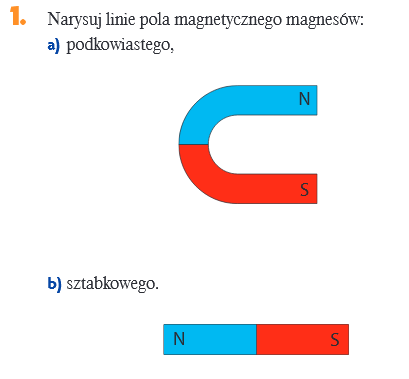 1. Narysuj linie pola magnetycznego magnesów:
a) podkowiastego,
N
S
b) sztabkowego.
N S